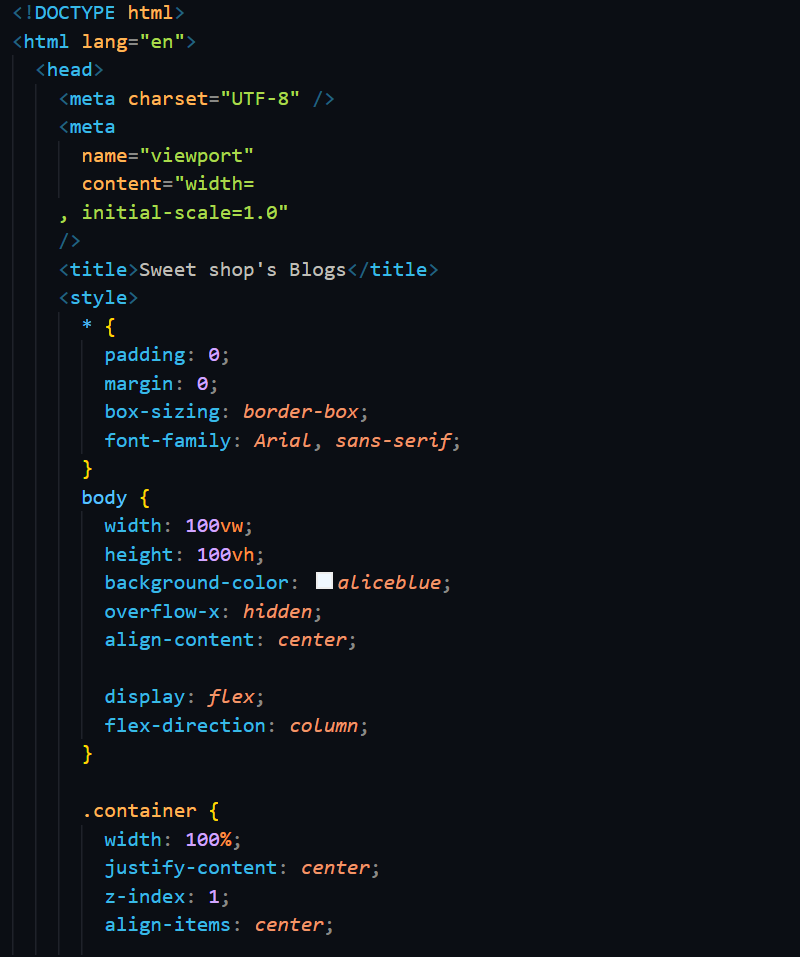 <!DOCTYPE html>
<html lang="en">
<head>
<meta charset="UTF-8" />
<meta
name="viewport"
content="width=
, initial-scale=1.0"
/>
<title>Sweet shop's Blogs</title>
<style>
* {
padding: 0;
margin: 0;
box-sizing: border-box;
font-family: Arial, sans-serif;
}
body {
width: 100vw;
height: 100vh;
background-color: aliceblue;
overflow-x: hidden;
align-content: center;
display: flex;
flex-direction: column;
}
.container {
width: 100%;
justify-content: center;
z-index: 1;
align-items: center;